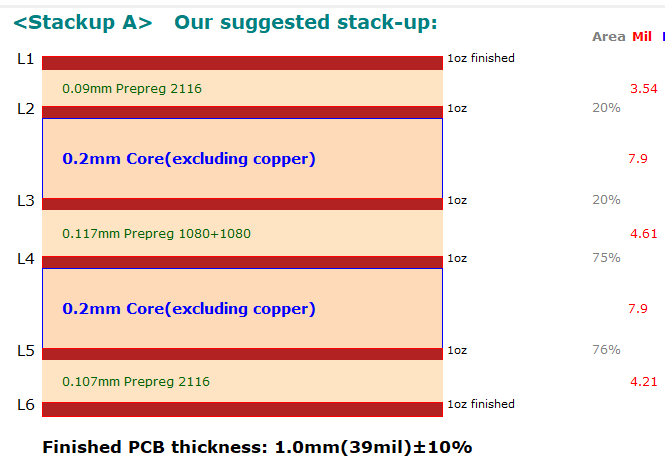 <Stackup A> Our suggested stack-up:
Area Mil
L1 1oz finished
0.09mm Prepreg 2116 3.54
L2 1oz 20%
0.2mm Core(excluding copper) 7.9
L3 1oz 20%
0.117mm Prepreg 1080+1080 4.61
L4 1oz 75%
0.2mm Core(excluding copper) 7.9
L5 1oz 76%
0.107mm Prepreg 2116 4.21
L6 1oz finished
Finished PCB thickness: 1.0mm(39mil)±10%